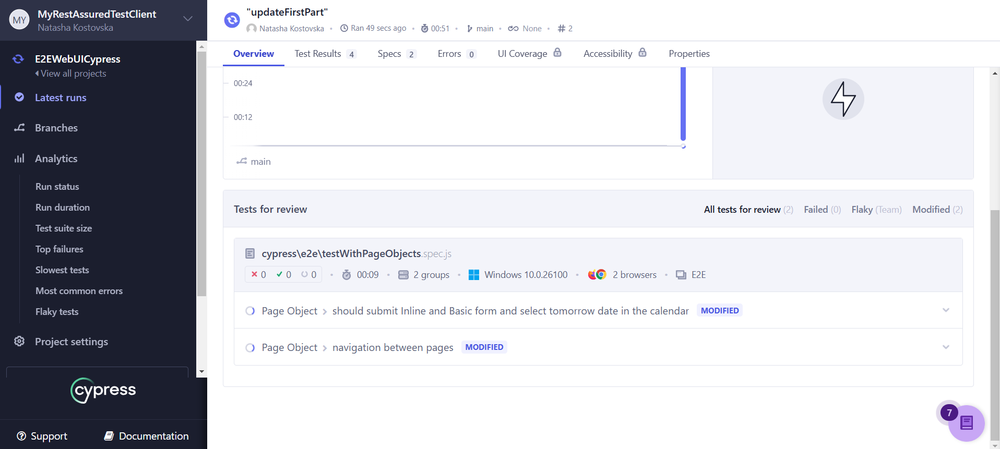 MY
MyRestAssuredTestClient
Natasha Kostovska
E2EWebUICypress
View all projects
Latest runs
Branches
Analytics
Run status
Run duration
Test suite size
Top failures
Slowest tests
Most common errors
Flaky tests
Project settings
cypress
Support
Documentation
"updateFirstPart"
Natasha Kostovska • Ran 49 secs ago • 00:51 • main • None • # 2
Overview Test Results 4 Specs 2 Errors 0 UI Coverage Accessibility Properties
00:24
00:12
main
Tests for review
All tests for review (2) Failed (0) Flaky (Team) Modified (2)
cypress\e2e\testWithPageObjects.spec.js
0 0 0 • 00:09 • 2 groups • Windows 10.0.26100 • 2 browsers • E2E
Page Object > should submit Inline and Basic form and select tomorrow date in the calendar MODIFIED
Page Object > navigation between pages MODIFIED
7